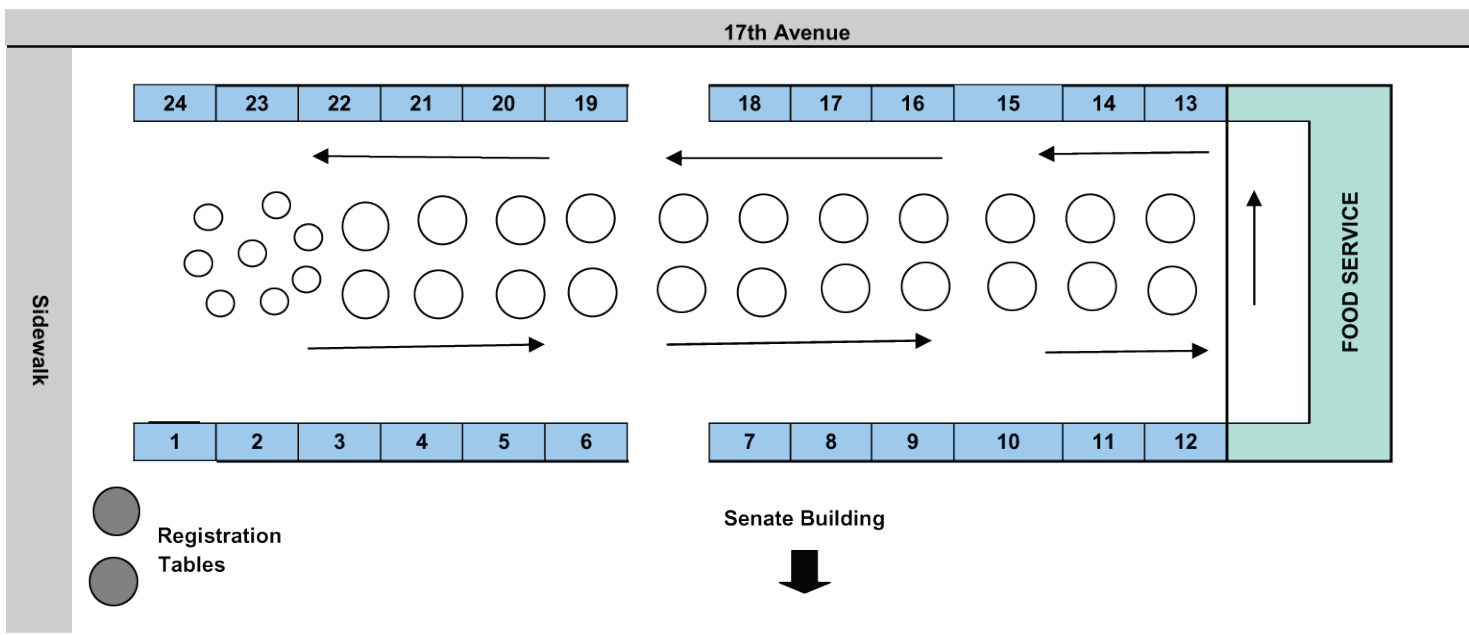 17th Avenue
24 23 22 21 20 19 18 17 16 15 14 13
Sidewalk
FOOD SERVICE
1 2 3 4 5 6 7 8 9 10 11 12
Registration
Tables
Senate Building